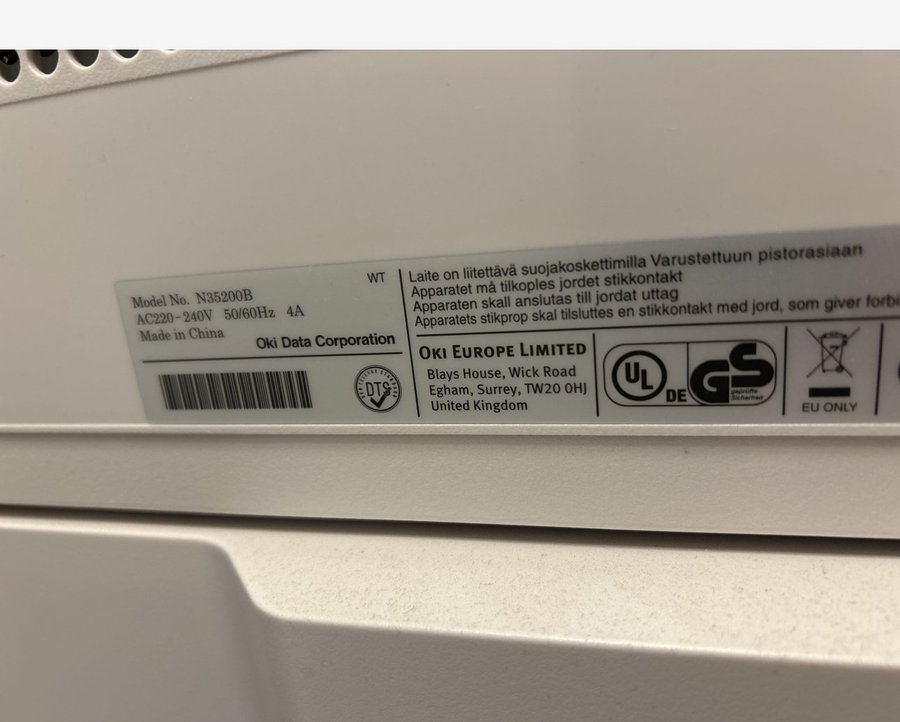 WT
Model No. N35200B
AC220-240V 50/60Hz 4A
Made in China
Oki Data Corporation
DTS
Laite on liitettävä suojakoskettimilla Varustettuun pistorasiaan
Apparatet må tilkoples jordet stikkontakt
Apparaten skall anslutas till jordat uttag
Apparatets stikprop skal tilsluttes en stikkontakt med jord, som giver forbi
OKI EUROPE LIMITED
Blays House, Wick Road
Egham, Surrey, TW20 0HJ
United Kingdom
UL
DE
GS
geprüfte
Sicherheit
EU ONLY